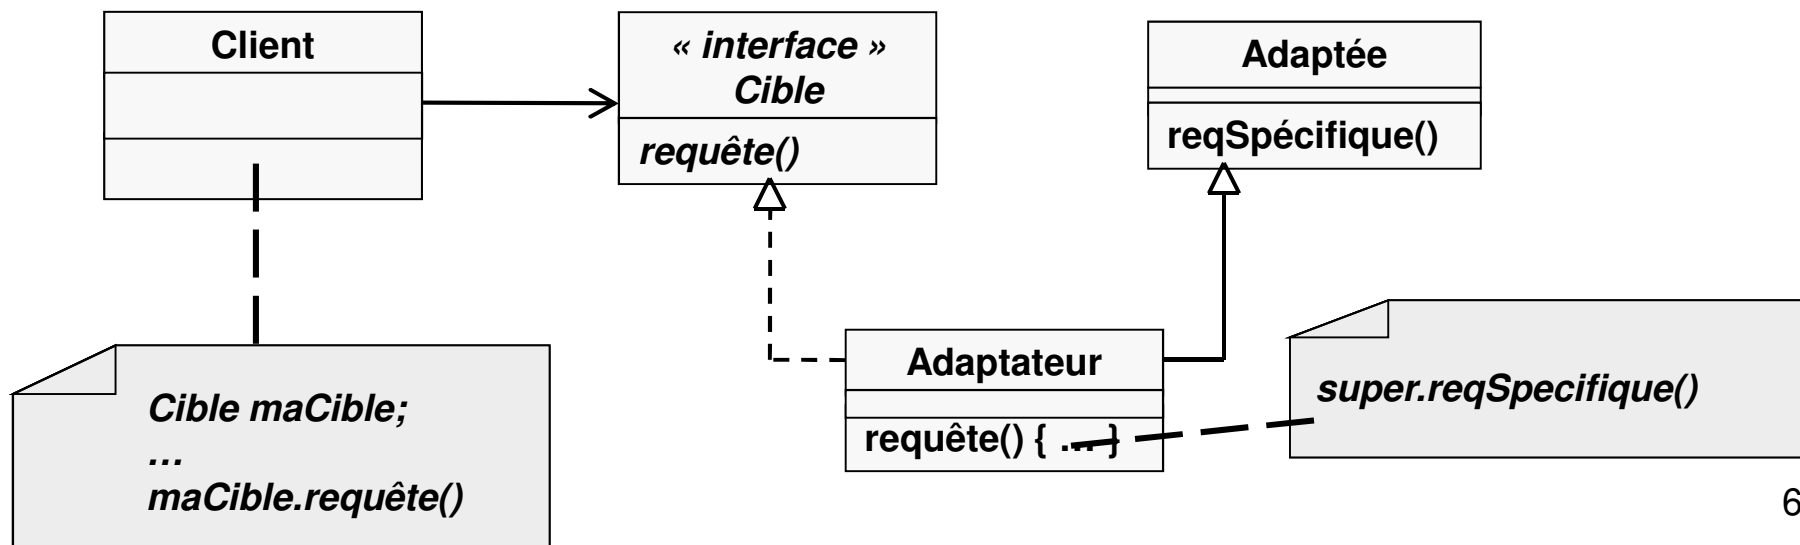 Client
« interface »
Cible
requête()
Adaptée
reqSpécifique()
Adaptateur
requête() { ... }
super.reqSpecifique()
Cible maCible;
...
maCible.requête()
6